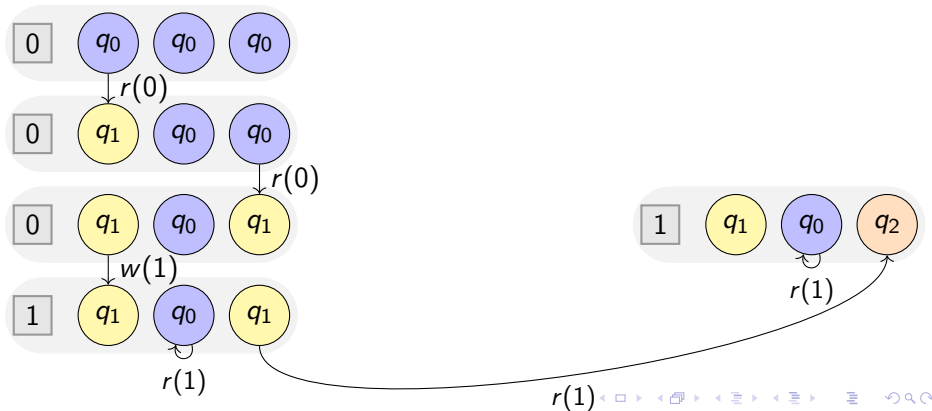 0 q0 q0 q0
r(0)
0 q1 q0 q0
r(0)
0 q1 q0 q1
w(1)
1 q1 q0 q1
r(1)
r(1)
1 q1 q0 q2
r(1)